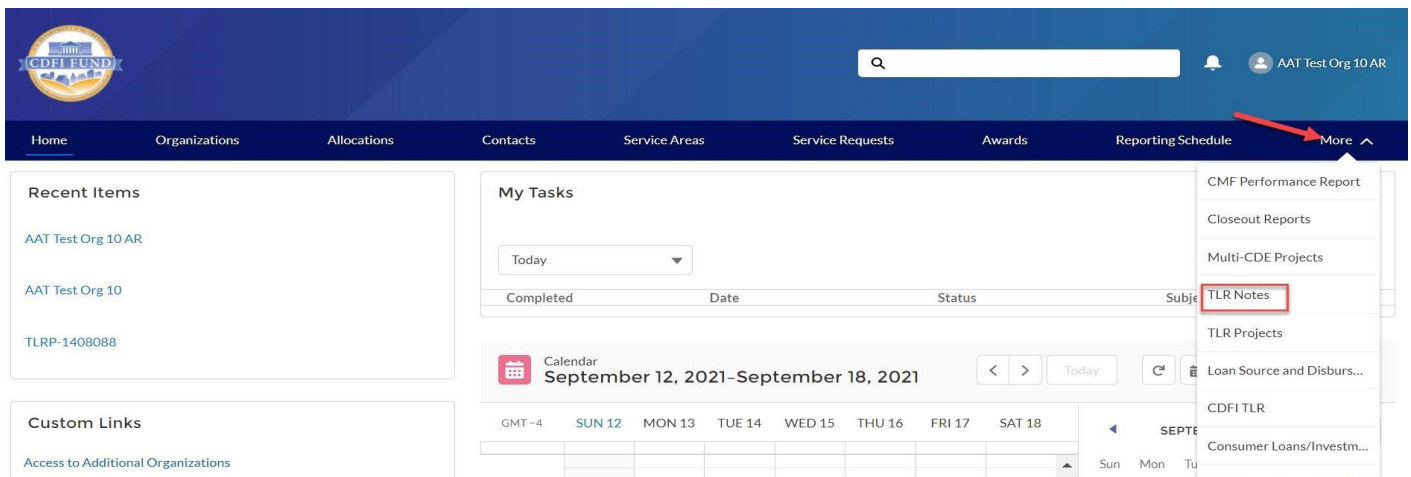 CDFI FUND
AAT Test Org 10 AR
Home Organizations Allocations Contacts Service Areas Service Requests Awards Reporting Schedule More
Recent Items
AAT Test Org 10 AR
AAT Test Org 10
TLRP-1408088
Custom Links
Access to Additional Organizations
My Tasks
Today
Completed Date Status Subje
Calendar
September 12, 2021–September 18, 2021
Today
GMT −4 SUN 12 MON 13 TUE 14 WED 15 THU 16 FRI 17 SAT 18
SEPTE
Sun Mon Tu
CMF Performance Report
Closeout Reports
Multi-CDE Projects
TLR Notes
TLR Projects
Loan Source and Disburs...
CDFI TLR
Consumer Loans/Investm...